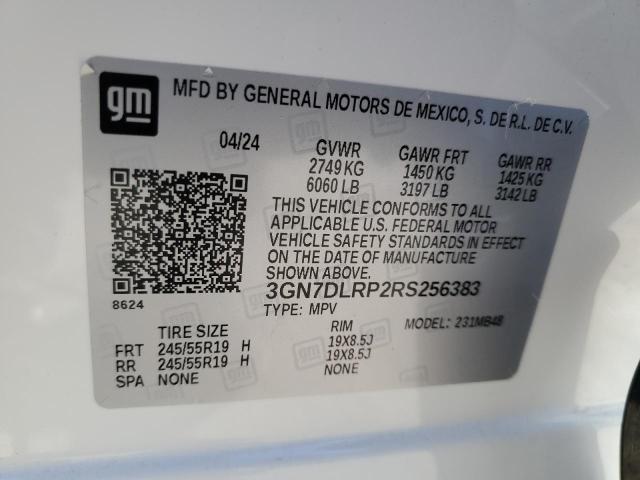 gm
MFD BY GENERAL MOTORS DE MEXICO, S. DE R.L. DE C.V.
04/24 GVWR GAWR FRT GAWR RR
2749 KG 1450 KG 1425 KG
6060 LB 3197 LB 3142 LB
THIS VEHICLE CONFORMS TO ALL
APPLICABLE U.S. FEDERAL MOTOR
VEHICLE SAFETY STANDARDS IN EFFECT
ON THE DATE OF MANUFACTURE
SHOWN ABOVE.
8624
3GN7DLRP2RS256383
TYPE: MPV MODEL: 231MB48
TIRE SIZE RIM
FRT 245/55R19 H 19X8.5J
RR 245/55R19 H 19X8.5J
SPA NONE NONE